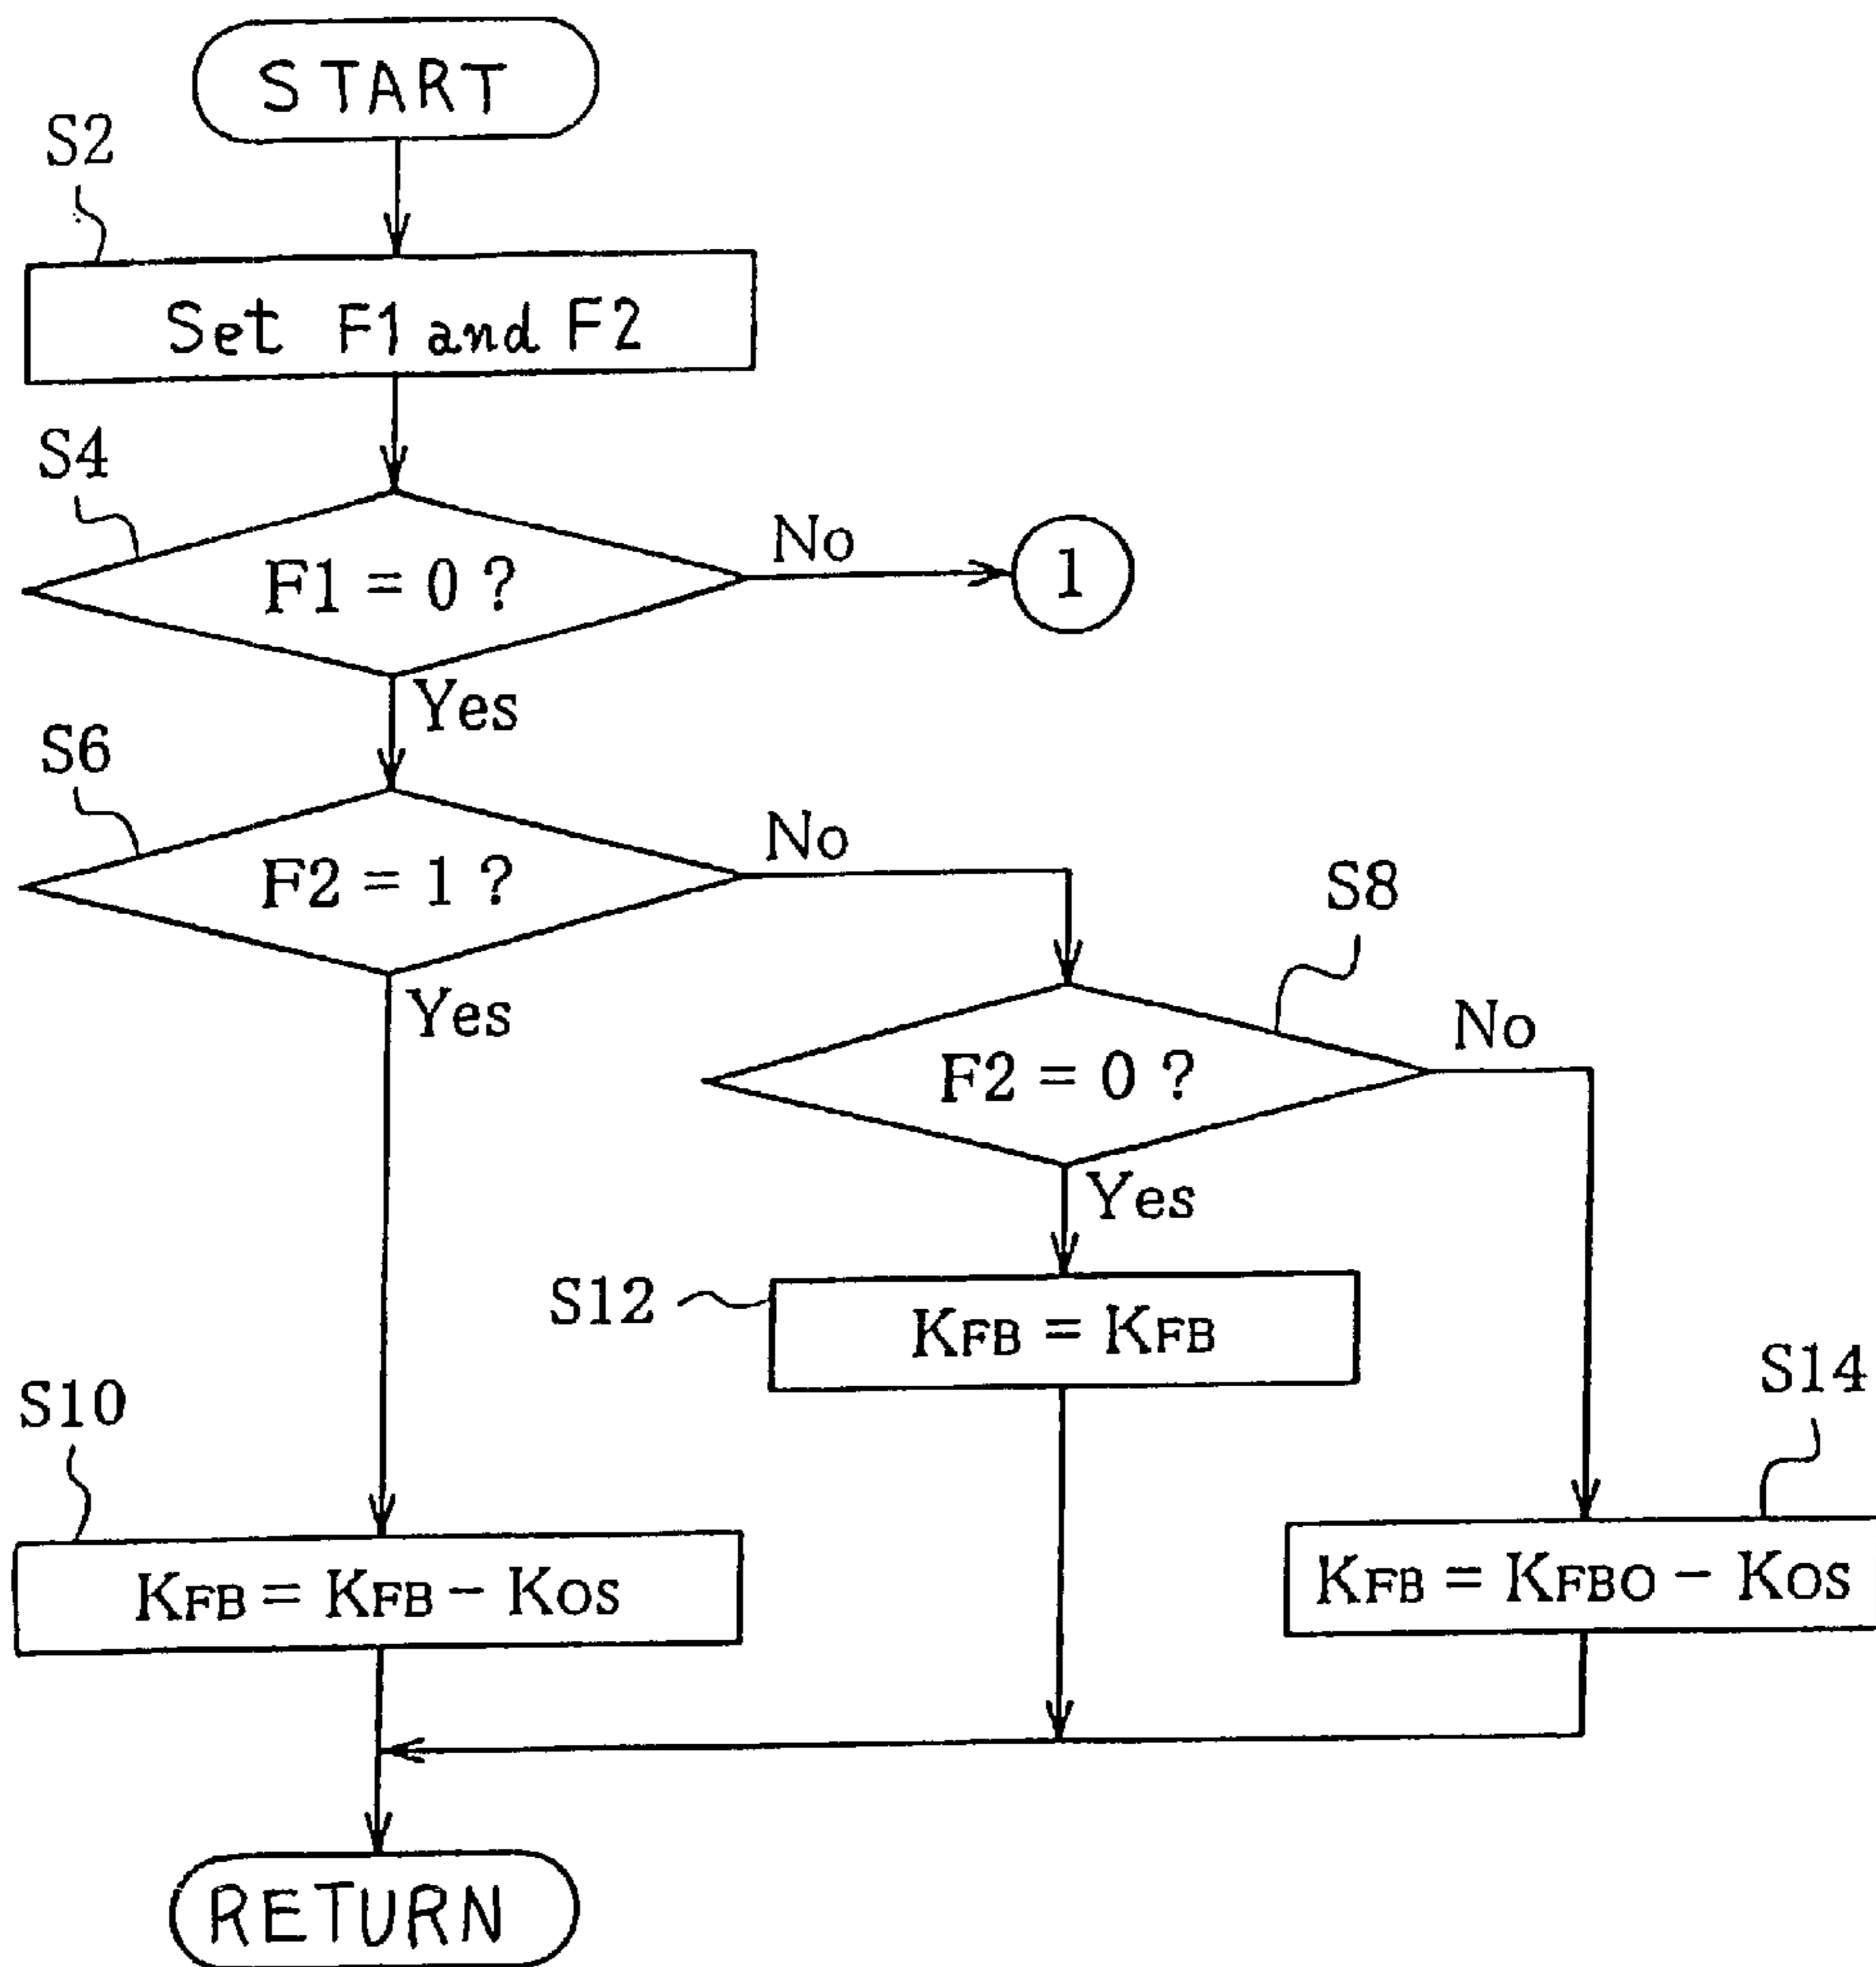 START
S2
Set F1 and F2
S4
F1 = 0 ?
No
1
Yes
S6
F2 = 1 ?
No
S8
Yes
F2 = 0 ?
No
Yes
S12
KFB = KFB
S14
S10
KFB = KFB - KOS
KFB = KFBO - KOS
RETURN